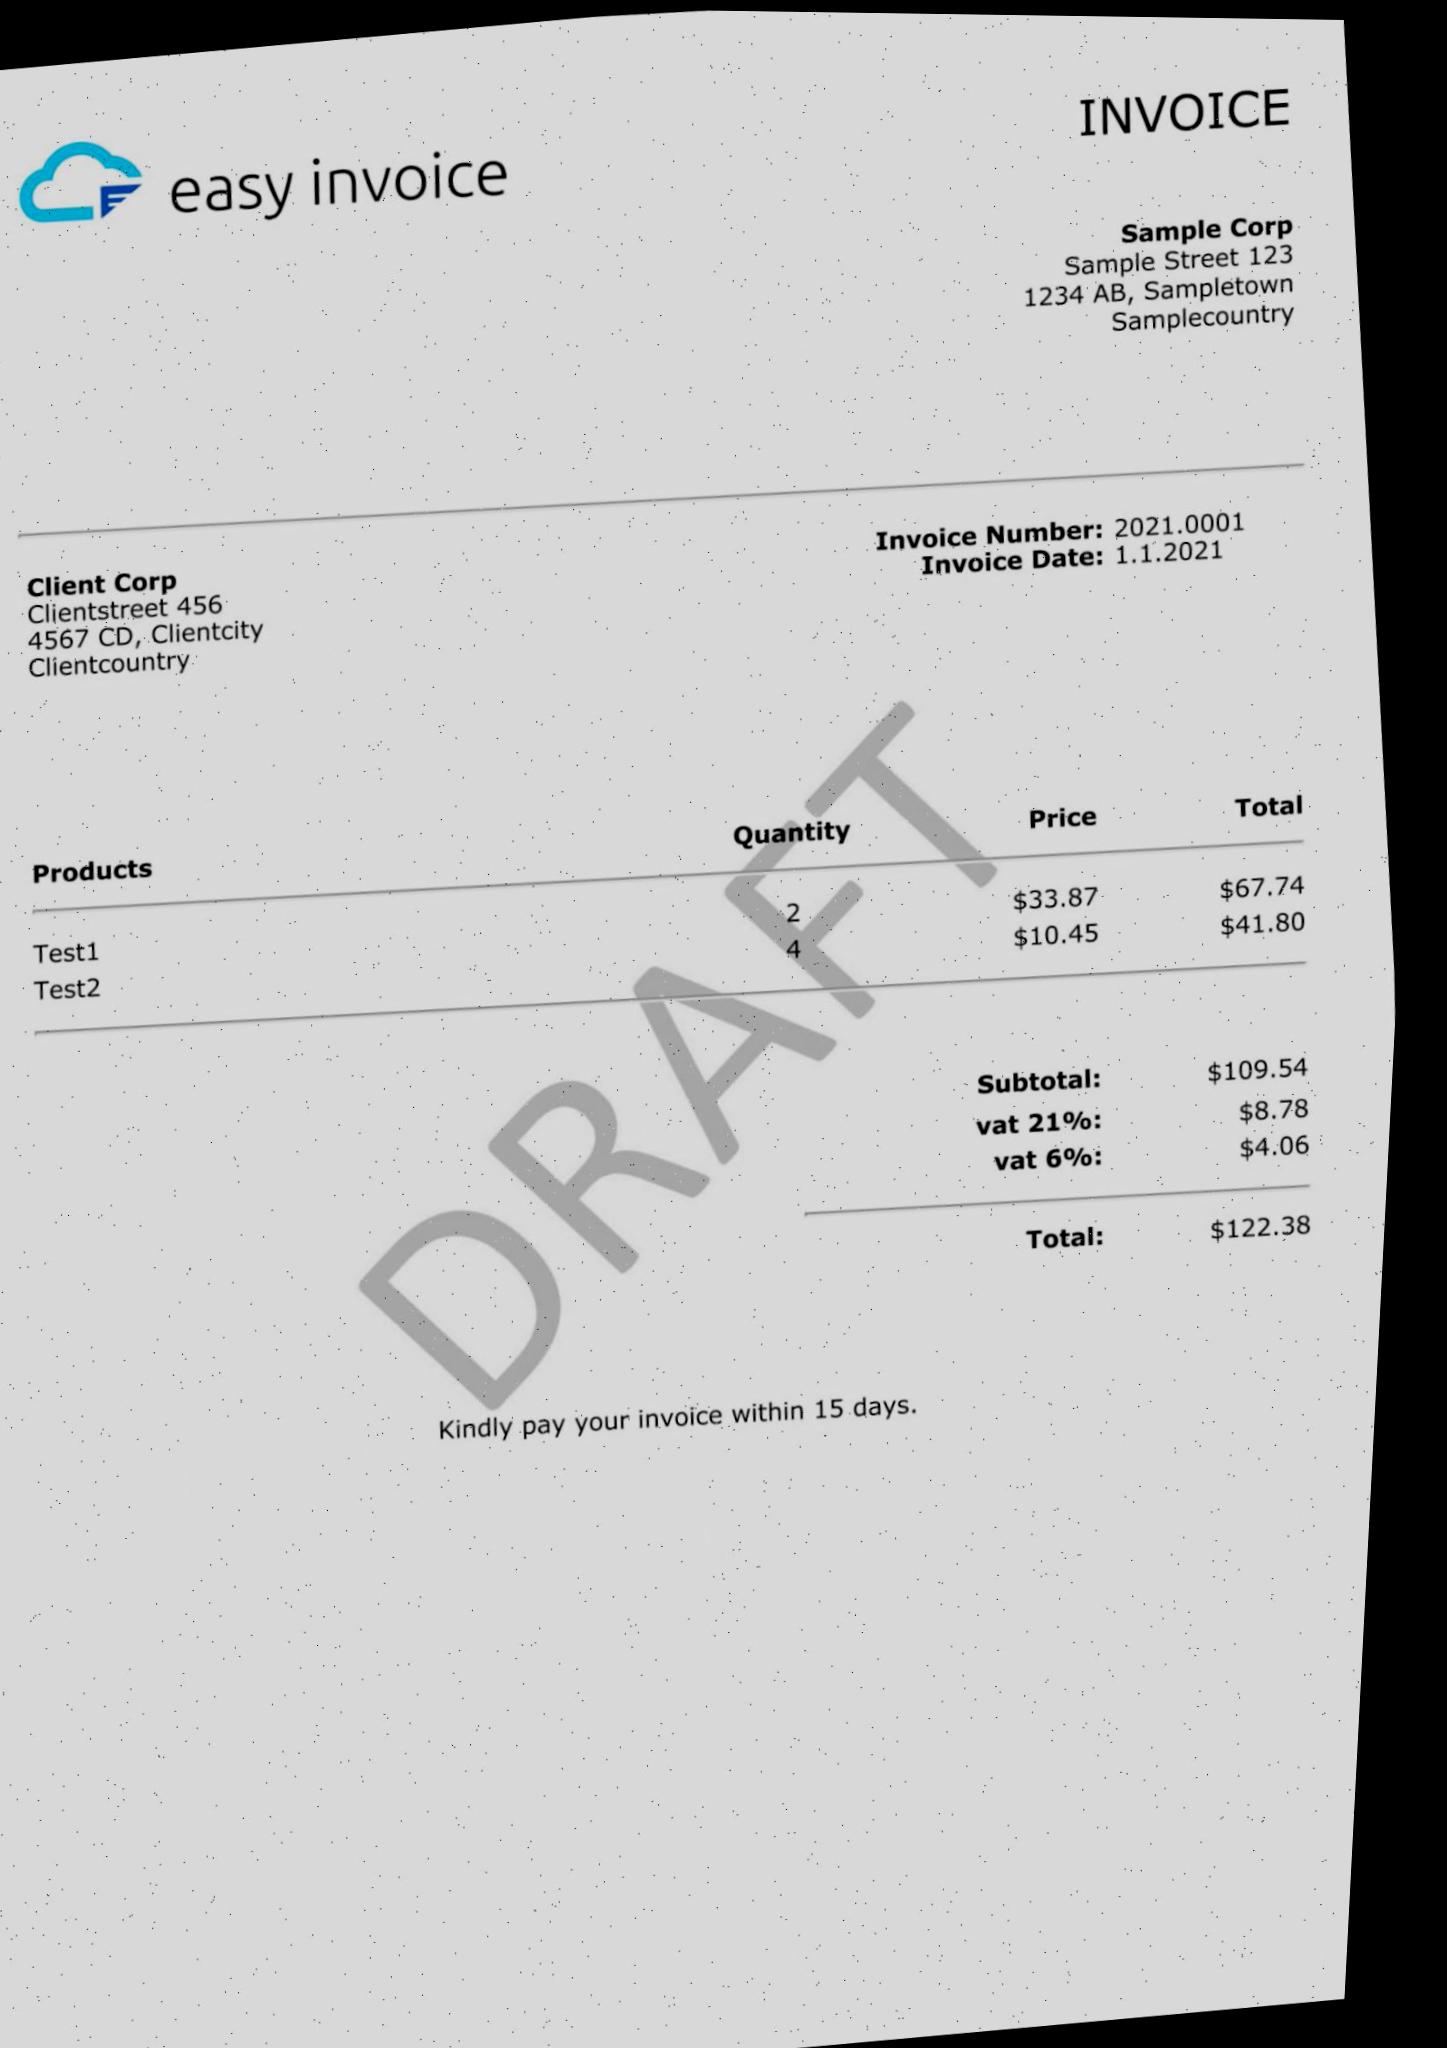 INVOICE
easy invoice
Sample Corp
Sample Street 123
1234 AB, Sampletown
Samplecountry
Invoice Number: 2021.0001
Invoice Date: 1.1.2021
Client Corp
Clientstreet 456
4567 CD, Clientcity
Clientcountry
Products Quantity Price Total
Test1 2 $33.87 $67.74
Test2 4 $10.45 $41.80
Subtotal: $109.54
vat 21%: $8.78
vat 6%: $4.06
Total: $122.38
DRAFT
Kindly pay your invoice within 15 days.